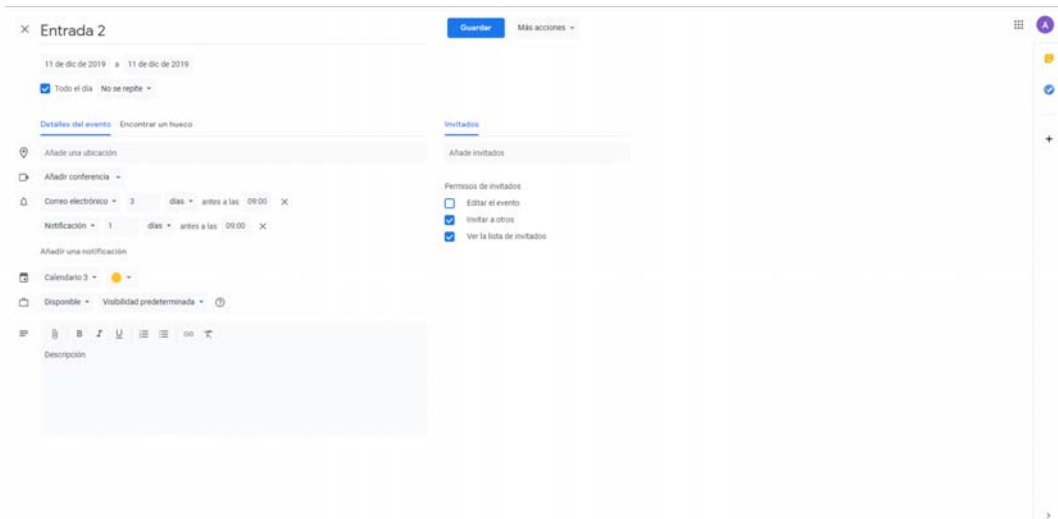 Entrada 2
Guardar Más acciones
A
11 de dic de 2019 a 11 de dic de 2019
Todo el día No se repite
Detalles del evento Encontrar un hueco
Invitados
Añade una ubicación
Añade invitados
Añadir conferencia
Permisos de invitados
Correo electrónico 3 días antes a las 09:00
Editar el evento
Invitar a otros
Notificación 1 días antes a las 09:00
Ver la lista de invitados
Añadir una notificación
Calendario 3
Disponible Visibilidad predeterminada ?
B I U
Descripción